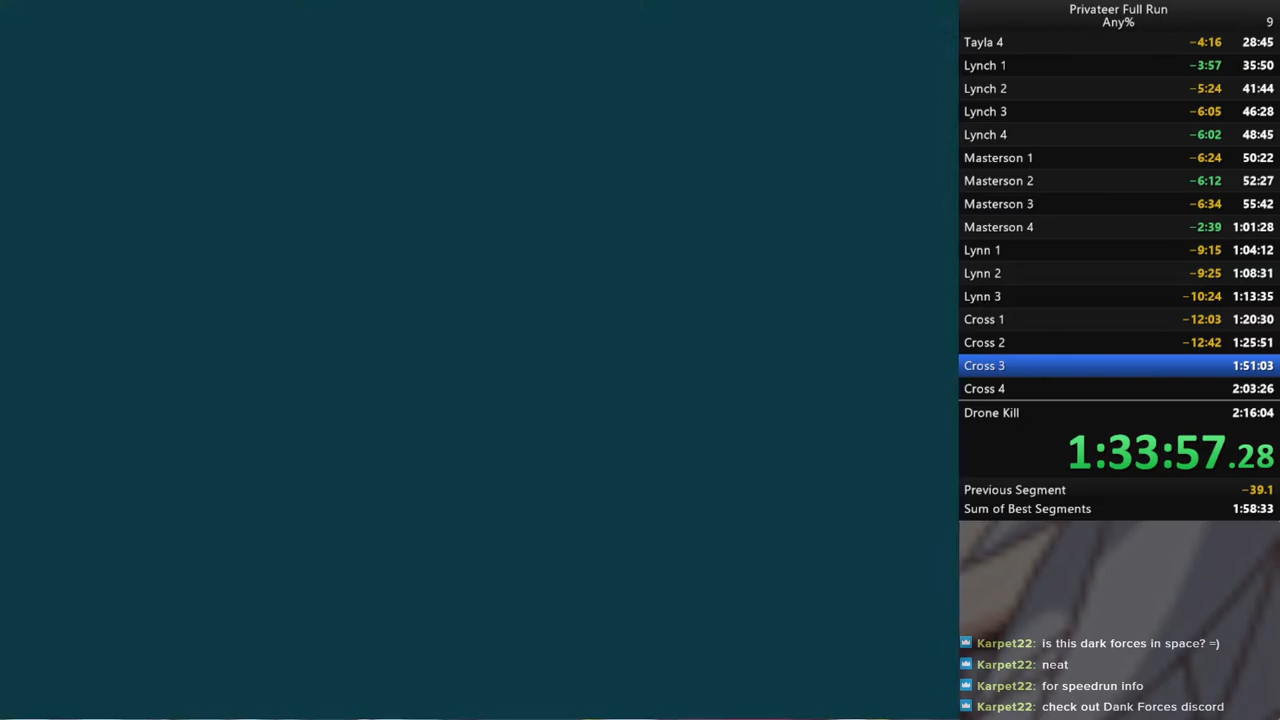 Privateer Full Run
Any% 9
Tayla 4 −4:16 28:45
Lynch 1 −3:57 35:50
Lynch 2 −5:24 41:44
Lynch 3 −6:05 46:28
Lynch 4 −6:02 48:45
Masterson 1 −6:24 50:22
Masterson 2 −6:12 52:27
Masterson 3 −6:34 55:42
Masterson 4 −2:39 1:01:28
Lynn 1 −9:15 1:04:12
Lynn 2 −9:25 1:08:31
Lynn 3 −10:24 1:13:35
Cross 1 −12:03 1:20:30
Cross 2 −12:42 1:25:51
Cross 3 1:51:03
Cross 4 2:03:26
Drone Kill 2:16:04
1:33:57.28
Previous Segment −39.1
Sum of Best Segments 1:58:33
Karpet22: is this dark forces in space? =)
Karpet22: neat
Karpet22: for speedrun info
Karpet22: check out Dank Forces discord